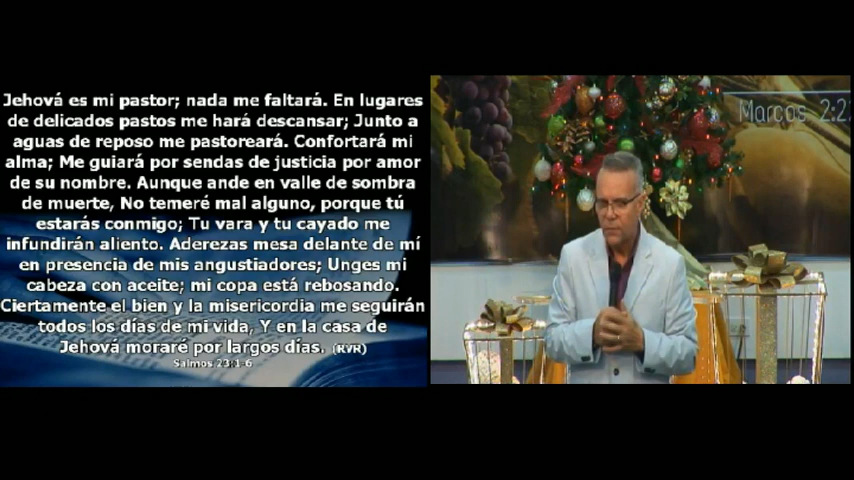 Jehová es mi pastor; nada me faltará. En lugares
de delicados pastos me hará descansar; Junto a
aguas de reposo me pastoreará. Confortará mi
alma; Me guiará por sendas de justicia por amor
de su nombre. Aunque ande en valle de sombra
de muerte, No temeré mal alguno, porque tú
estarás conmigo; Tu vara y tu cayado me
infundirán aliento. Aderezas mesa delante de mí
en presencia de mis angustiadores; Unges mi
cabeza con aceite; mi copa está rebosando.
Ciertamente el bien y la misericordia me seguirán
todos los días de mi vida, Y en la casa de
Jehová moraré por largos días. (RVR)
Salmos 23:1-6
Marcos 2:2